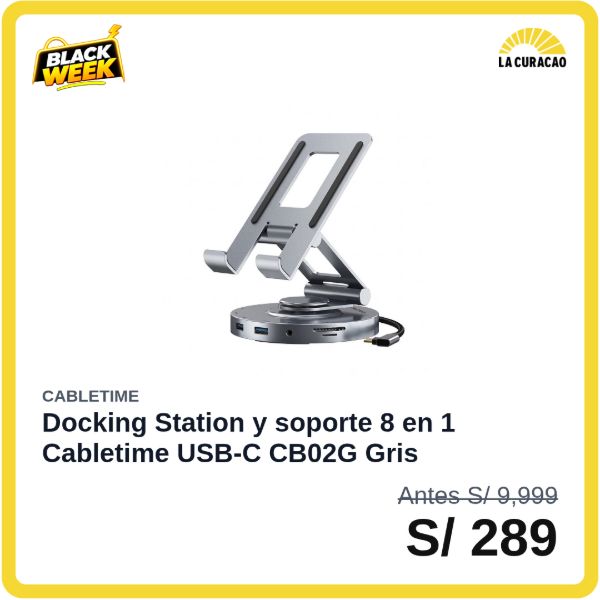 BLACK
WEEK
LA CURACAO
CABLETIME
Docking Station y soporte 8 en 1
Cabletime USB-C CB02G Gris
Antes S/ 9,999
S/ 289